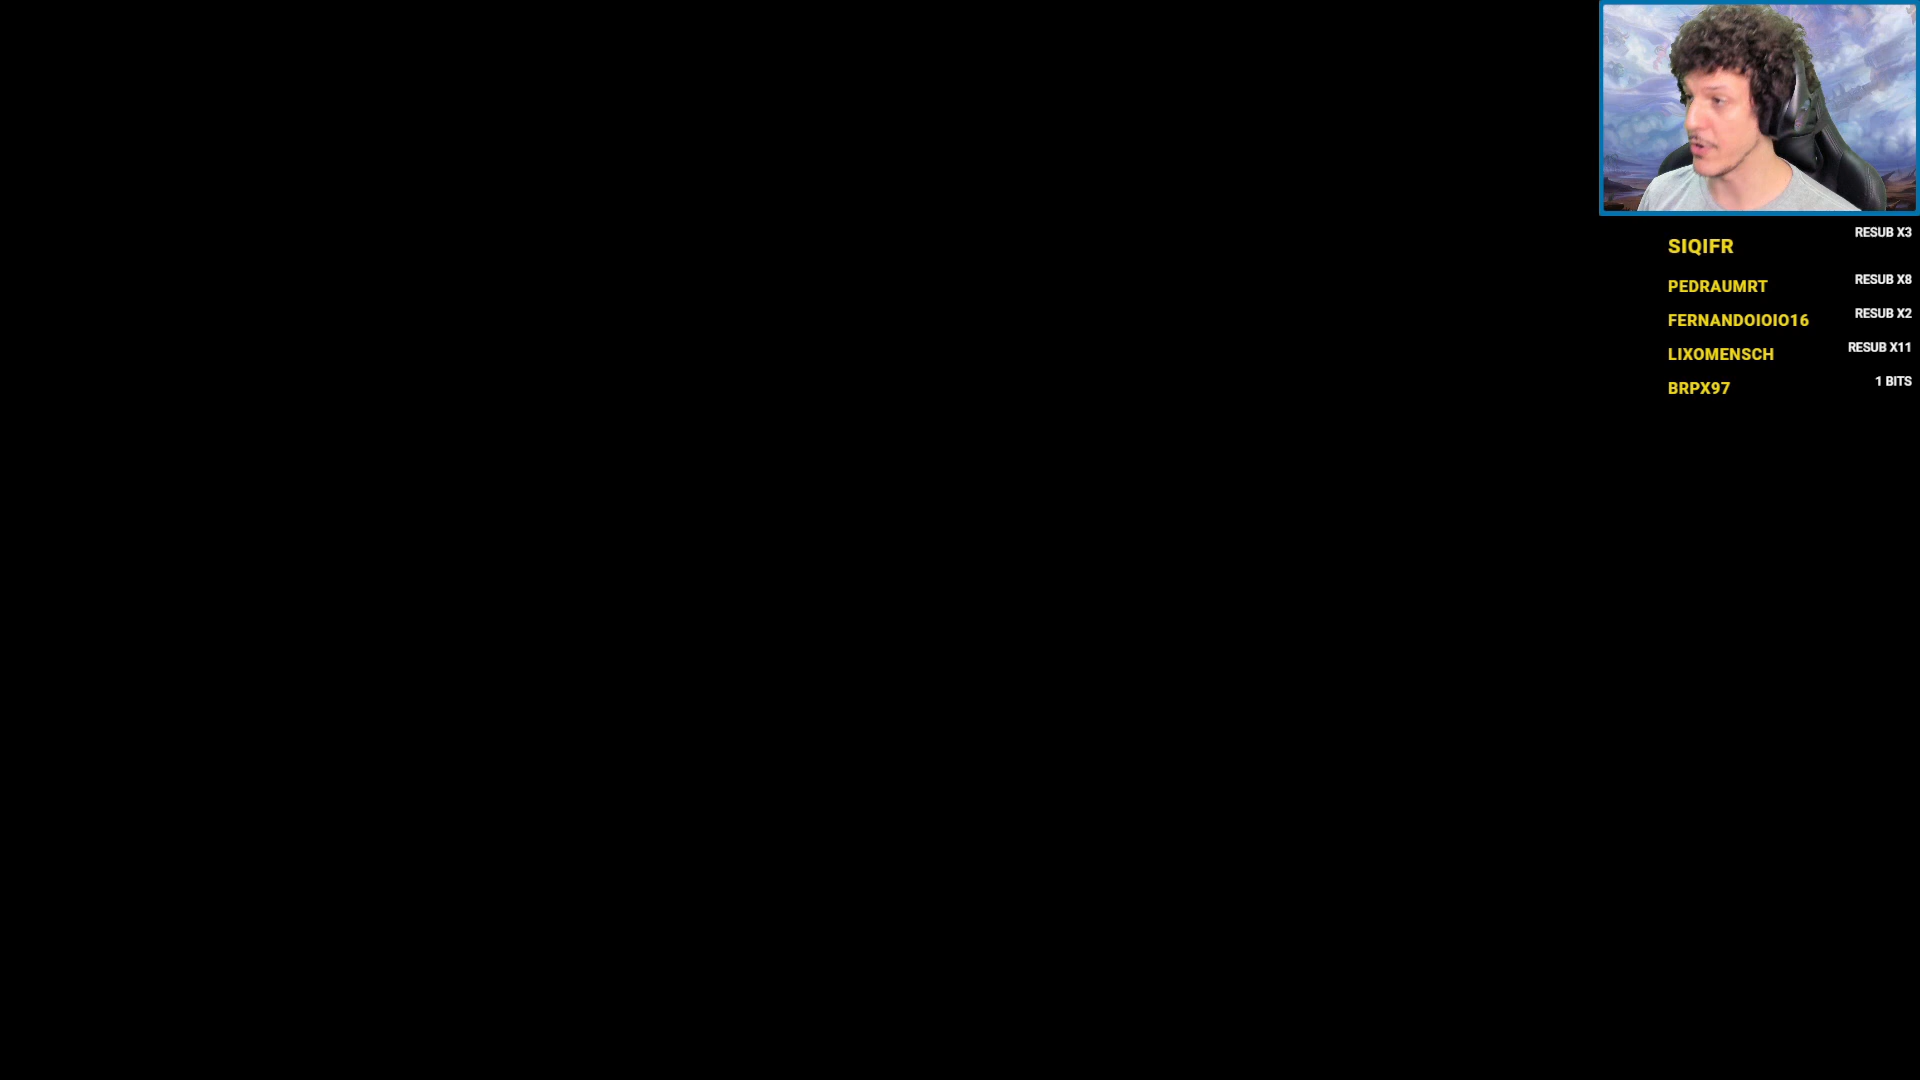 SIQIFR RESUB X3
PEDRAUMRT RESUB X8
FERNANDOIOIO16 RESUB X2
LIXOMENSCH RESUB X11
BRPX97 1 BITS